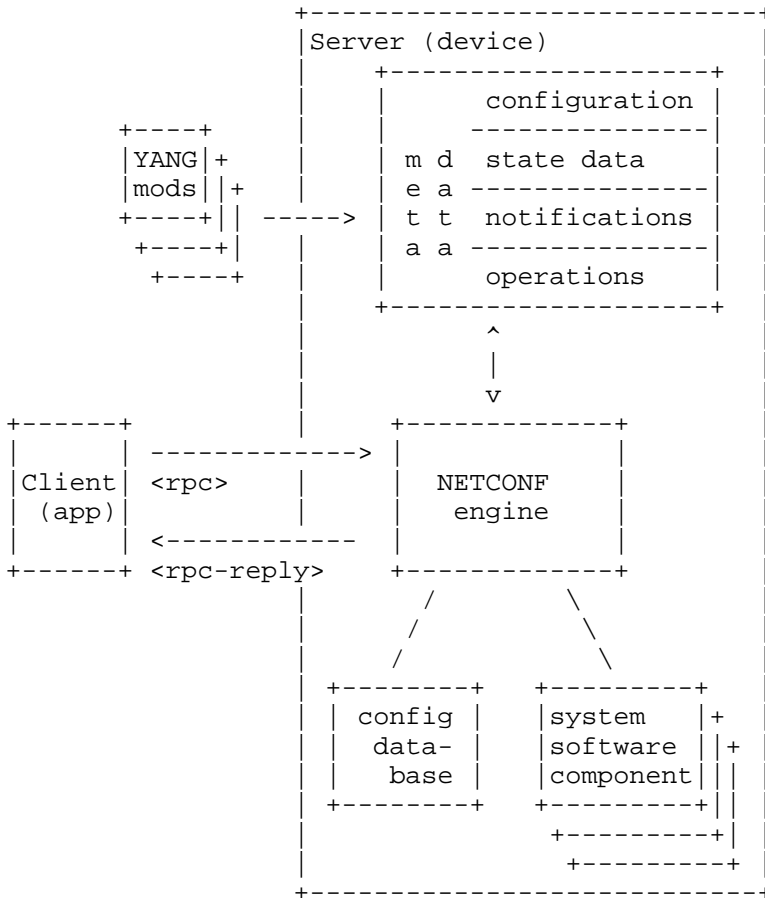 Server (device)
configuration
YANG
mods
m d state data
e a
t t notifications
a a
operations
Client
(app)
<rpc>
NETCONF
engine
<rpc-reply>
config
data-
base
system
software
component